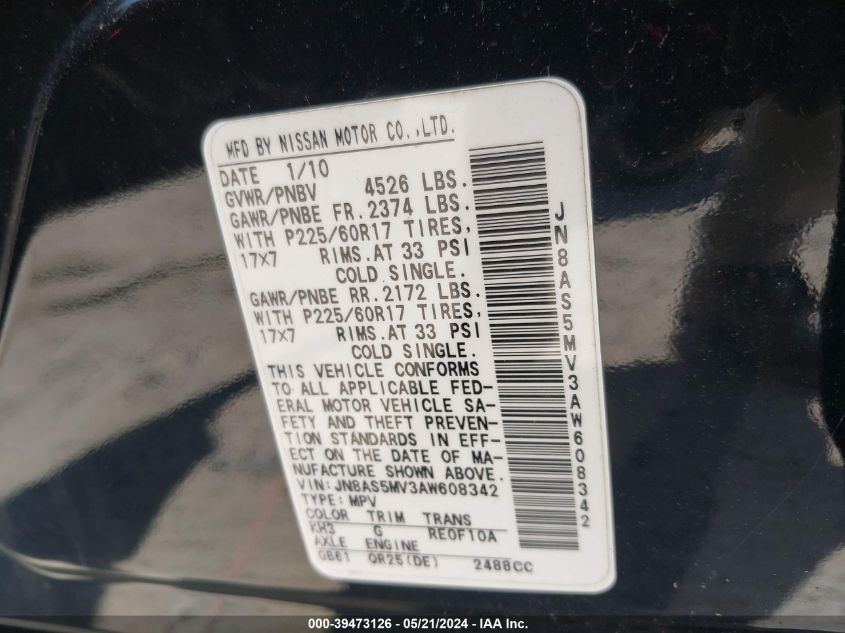 MFD BY NISSAN MOTOR CO.,LTD.
DATE 1/10
GVWR/PNBV 4526 LBS.
GAWR/PNBE FR.2374 LBS.
WITH P225/60R17 TIRES,
17X7 RIMS.AT 33 PSI
COLD SINGLE.
GAWR/PNBE RR.2172 LBS.
WITH P225/60R17 TIRES,
17X7 RIMS.AT 33 PSI
COLD SINGLE.
THIS VEHICLE CONFORMS
TO ALL APPLICABLE FED-
ERAL MOTOR VEHICLE SA-
FETY AND THEFT PREVEN-
TION STANDARDS IN EFF-
ECT ON THE DATE OF MA-
NUFACTURE SHOWN ABOVE.
VIN:JN8AS5MV3AW608342
TYPE:MPV
COLOR TRIM TRANS
KH3 G RE0F10A
AXLE ENGINE
GB61 QR25(DE) 2488CC
JN8AS5MV3AW608342
000-39473126 - 05/21/2024 - IAA Inc.